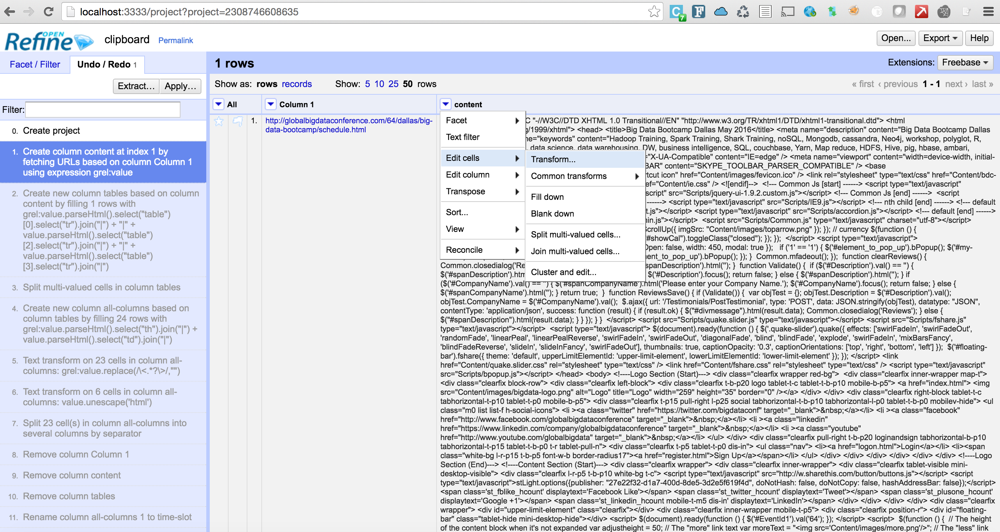 localhost:3333/project?project=2308746608635
C
7
F
OPEN
Refine
clipboard Permalink
Open... Export Help
Facet / Filter Undo / Redo 1
1 rows
Extensions: Freebase
Extract... Apply...
Show as: rows records Show: 5 10 25 50 rows
« first ‹ previous 1 - 1 next › last »
Filter:
0. Create project
1. Create column content at index 1 by
fetching URLs based on column Column 1
using expression grel:value
2. Create new column tables based on column
content by filling 1 rows with
grel:value.parseHtml().select("table")
[0].select("tr").join("|") + "|" +
value.parseHtml().select("table")
[2].select("tr").join("|") + "|" +
value.parseHtml().select("table")
[3].select("tr").join("|")
3. Split multi-valued cells in column tables
4. Create new column all-columns based on
column tables by filling 24 rows with
grel:value.parseHtml().select("th").join("|") +
value.parseHtml().select("td").join("|")
5. Text transform on 23 cells in column all-
columns: grel:value.replace(/\<.*?\>/,"")
6. Text transform on 6 cells in column all-
columns: value.unescape('html')
7. Split 23 cell(s) in column all-columns into
several columns by separator
8. Remove column Column 1
9. Remove column content
10. Remove column tables
11. Rename column all-columns 1 to time-slot
All Column 1 content
1. http://globalbigdataconference.com/64/dallas/big-
data-bootcamp/schedule.html
Facet
Text filter
Edit cells
Edit column
Transpose
Sort...
View
Reconcile
Transform...
Common transforms
Fill down
Blank down
Split multi-valued cells...
Join multi-valued cells...
Cluster and edit...
C "-//W3C//DTD XHTML 1.0 Transitional//EN" "http://www.w3.org/TR/xhtml1/DTD/xhtml1-transitional.dtd"> <html
g/1999/xhtml"> <head> <title>Big Data Bootcamp Dallas May 2016</title> <meta name="description" content="Big Data Bootcamp Dallas
ne="keywords" content="Hadoop Training, Spark Training, Shark Training, noSQL, Mongodb, cassandra, Neo4j, workshop, polyglot, R,
, data science, data warehousing, DW, business intelligence, SQL, couchbase, Yarn, Map reduce, HDFS, Hive, pig, hbase, ambari,
="X-UA-Compatible" content="IE=edge" /> <meta name="viewport" content="width=device-width, initial-
BAR" content="SKYPE_TOOLBAR_PARSER_COMPATIBLE" /> <base
rtcut icon" href="Content/images/fevicon.ico" /> <link rel="stylesheet" type="text/css" href="Content/bdc-
ef="Content/ie.css" /> <![endif]--> <!--- Common Js [start] ------> <script type="text/javascript"
script" src="Scripts/jquery-ui-1.9.2.custom.js"></script> <!--- Common Js [end] ------> <script
------> <script type="text/javascript" src="Scripts/IE9.js"></script> <!--- nth child [end] ------> <!--- default
t.js"></script> <script type="text/javascript" src="Scripts/accordion.js"></script> <!--- default [end] ------>
nin.js"></script> <script src="Scripts/Common.js" type="text/javascript" charset="utf-8"></script>
ScrollUp({ imgSrc: "Content/images/toparrow.png" }); }); // currency $(function () {
'#showCal").toggleClass("closed"); }); }); </script> <script type="text/javascript">
Open: false, width: 450, modal: true }); if ('1' == '1') { $('#element_to_pop_up').bPopup(); $('#my-
ent_to_pop_up').bPopup(); }); } Common.mfadeout(); }); function clearReviews() {
Common.closedialog('Re spanDescription').html(''); } function Validate() { if ($('#Description').val() == '') {
$('#spanDescription').htm $('#Description').focus(); return false; } else { $('#spanDescription').html(''); } if
($('#CompanyName').val() == '') { $('#spanCompanyName').html('Please enter your Company Name.'); $('#CompanyName').focus(); return false; } else {
$('#spanCompanyName').html(''); } return true; } function ReviewsSave() { if (Validate()) { var objTest = {}; objTest.Description = $('#Description').val();
objTest.CompanyName = $('#CompanyName').val(); $.ajax({ url: '/Testimonials/PostTestimonial', type: 'POST', data: JSON.stringify(objTest), datatype: "JSON",
contentType: 'application/json', success: function (result) { if (result.ok) { $("#divmessage").html(result.data); Common.closedialog('Reviews'); } else {
$("#spanDescription").html(result.data); } } }); } } </script> <script src="Scripts/quake.slider.js" type="text/javascript"></script> <script src="Scripts/fshare.js"
type="text/javascript"></script> <script type="text/javascript"> $(document).ready(function () { $('.quake-slider').quake({ effects: ['swirlFadeIn', 'swirlFadeOut',
'randomFade', 'linearPeal', 'linearPealReverse', 'swirlFadeIn', 'swirlFadeOut', 'diagonalFade', 'blind', 'blindFade', 'explode', 'swirlFadeIn', 'mixBarsFancy',
'blindFadeReverse', 'slideIn', 'slideInFancy', 'swirlFadeOut'], thumbnails: true, captionOpacity: '0.3', captionOrientations: ['top', 'right', 'bottom', 'left'] }); $('#floating-
bar').fshare({ theme: 'default', upperLimitElementId: 'upper-limit-element', lowerLimitElementId: 'lower-limit-element' }); }); </script> <link
href="Content/quake.slider.css" rel="stylesheet" type="text/css" /> <link href="Content/fshare.css" rel="stylesheet" type="text/css" /> <script type="text/javascript"
src="Scripts/bpopup.js"></script> </head> <body> <!----Logo Section (Start)---> <div class="clearfix wrapper red-bg"> <div class="clearfix inner-wrapper map-t">
<div class="clearfix block-row"> <div class="clearfix left-block"> <div class="clearfix t-b-p20 logo tablet-t-c tablet-t-b-p10 mobile-b-p5"> <a href="index.html"> <img
src="Content/images/bigdata-logo.png" alt="Logo" title="Logo" width="259" height="35" border="0" /></a> </div> </div> <div class="clearfix right-block tablet-t-c
tabhorizontal-t-p10 tablet-t-p0 mobile-b-p5"> <div class="clearfix t-p15 pull-right l-p25 social tabhorizontal-t-b-p10 tabhorizontal-l-p0 tablet-t-b-p0 mobilev-hide"> <ul
class="m0 list list-f h-social-icons"> <li ><a class="twitter" href="https://twitter.com/bigdataconf" target="_blank">&nbsp;</a></li> <li ><a class="facebook"
href="http://www.facebook.com/globalbigdataconference" target="_blank">&nbsp;</a></li> <li ><a class="linkedin"
href="https://www.linkedin.com/company/globalbigdataconference" target="_blank">&nbsp;</a></li> <li ><a class="youtube"
href="http://www.youtube.com/globalbigdata" target="_blank">&nbsp;</a></li> </ul> </div> <div class="clearfix pull-right t-b-p20 loginandsign tabhorizontal-b-p10
tabhorizontal-t-p15 tablet-t-b-p0 t-r tablet-pull-n"> <div class="clearfix t-p5 tablet-t-p0 dis-in"> <ul class="nav"> <li><a href="logon.html">Login</a></li> <li><span
class="white-bg l-r-p15 t-b-p5 font-w-b border-radius17"><a href="register.html">Sign Up</a></span></li> </ul> </div> </div> </div> </div> </div> </div> <!----Logo
Section (End)---> <!----Content Section (Start)---> <div class="clearfix wrapper"> <div class="clearfix inner-wrapper"> <div class="clearfix tablet-visible mini-
desktop-visible"> <div class="clearfix l-r-p5 t-b-p10 white-bg t-c"> <script type="text/javascript" src="http://w.sharethis.com/button/buttons.js"></script> <script
type="text/javascript">stLight.options({publisher: "27e22f32-d1a7-400d-8de5-3d2e5f619f4d", doNotHash: false, doNotCopy: false, hashAddressBar: false});</script>
<span class='st_fblike_hcount' displaytext='Facebook Like'></span> <span class='st_twitter_hcount' displaytext='Tweet'></span> <span class='st_plusone_hcount'
displaytext='Google +1'></span> <span class='st_linkedin_hcount mobile-t-m5 dis-in' displaytext='LinkedIn'></span> </div> </div> </div> </div> <div class="clearfix
wrapper"> <div id="upper-limit-element" class="clearfix"></div> <div class="clearfix inner-wrapper mobile-t-p5"> <div class="clearfix position-r"> <div id="floating-
bar" class="tablet-hide mini-desktop-hide"></div> <script> $(document).ready(function () { $('#EventId1').val('64'); }); </script> <script> $(function () { // The height
of the content block when it's not expanded var adjustheight = 50; // The "more" link text var moreText = "<img src='Content/images/more.png'/>"; // The "less" link